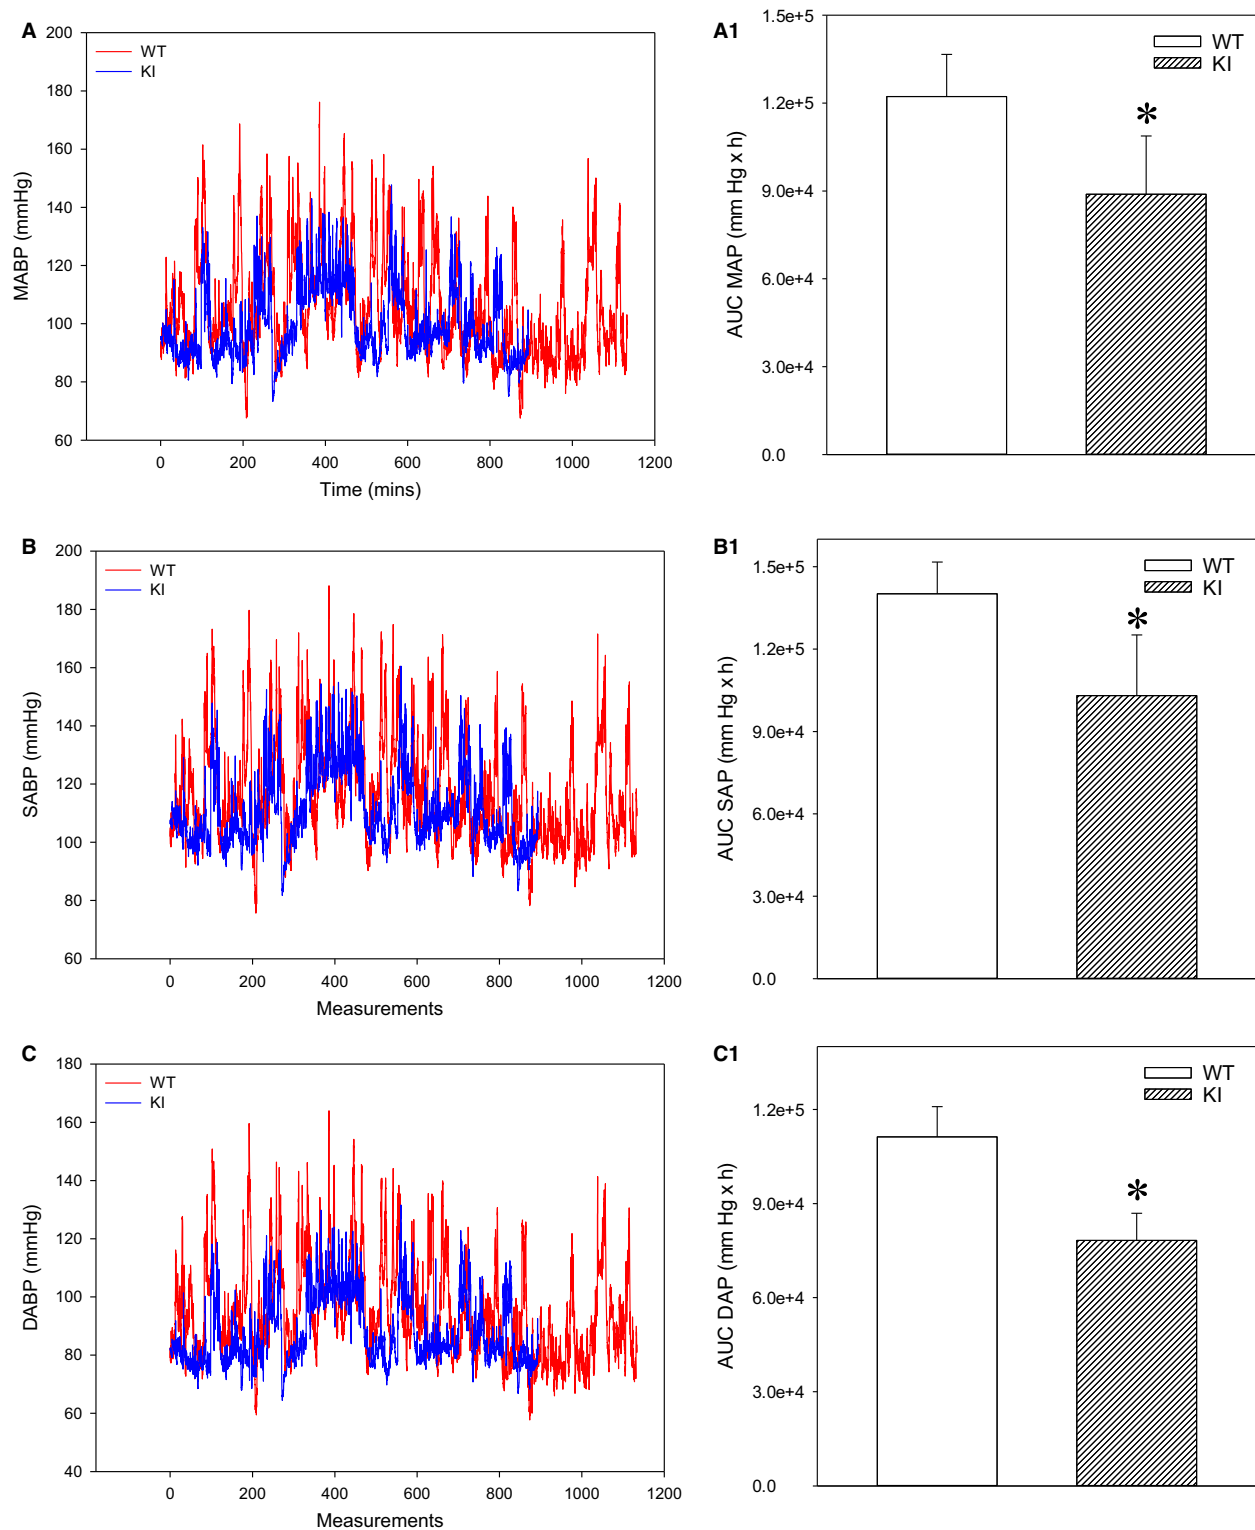 A
200
180
160
140
120
100
80
60
MABP (mmHg)
WT
KI
0 200 400 600 800 1000 1200
Time (mins)
A1
1.5e+5
1.2e+5
9.0e+4
6.0e+4
3.0e+4
0.0
AUC MAP (mm Hg x h)
WT
KI
*
B
200
180
160
140
120
100
80
60
SABP (mmHg)
WT
KI
0 200 400 600 800 1000 1200
Measurements
B1
1.5e+5
1.2e+5
9.0e+4
6.0e+4
3.0e+4
0.0
AUC SAP (mm Hg x h)
WT
KI
*
C
180
160
140
120
100
80
60
40
DABP (mmHg)
WT
KI
0 200 400 600 800 1000 1200
Measurements
C1
1.2e+5
9.0e+4
6.0e+4
3.0e+4
0.0
AUC DAP (mm Hg x h)
WT
KI
*